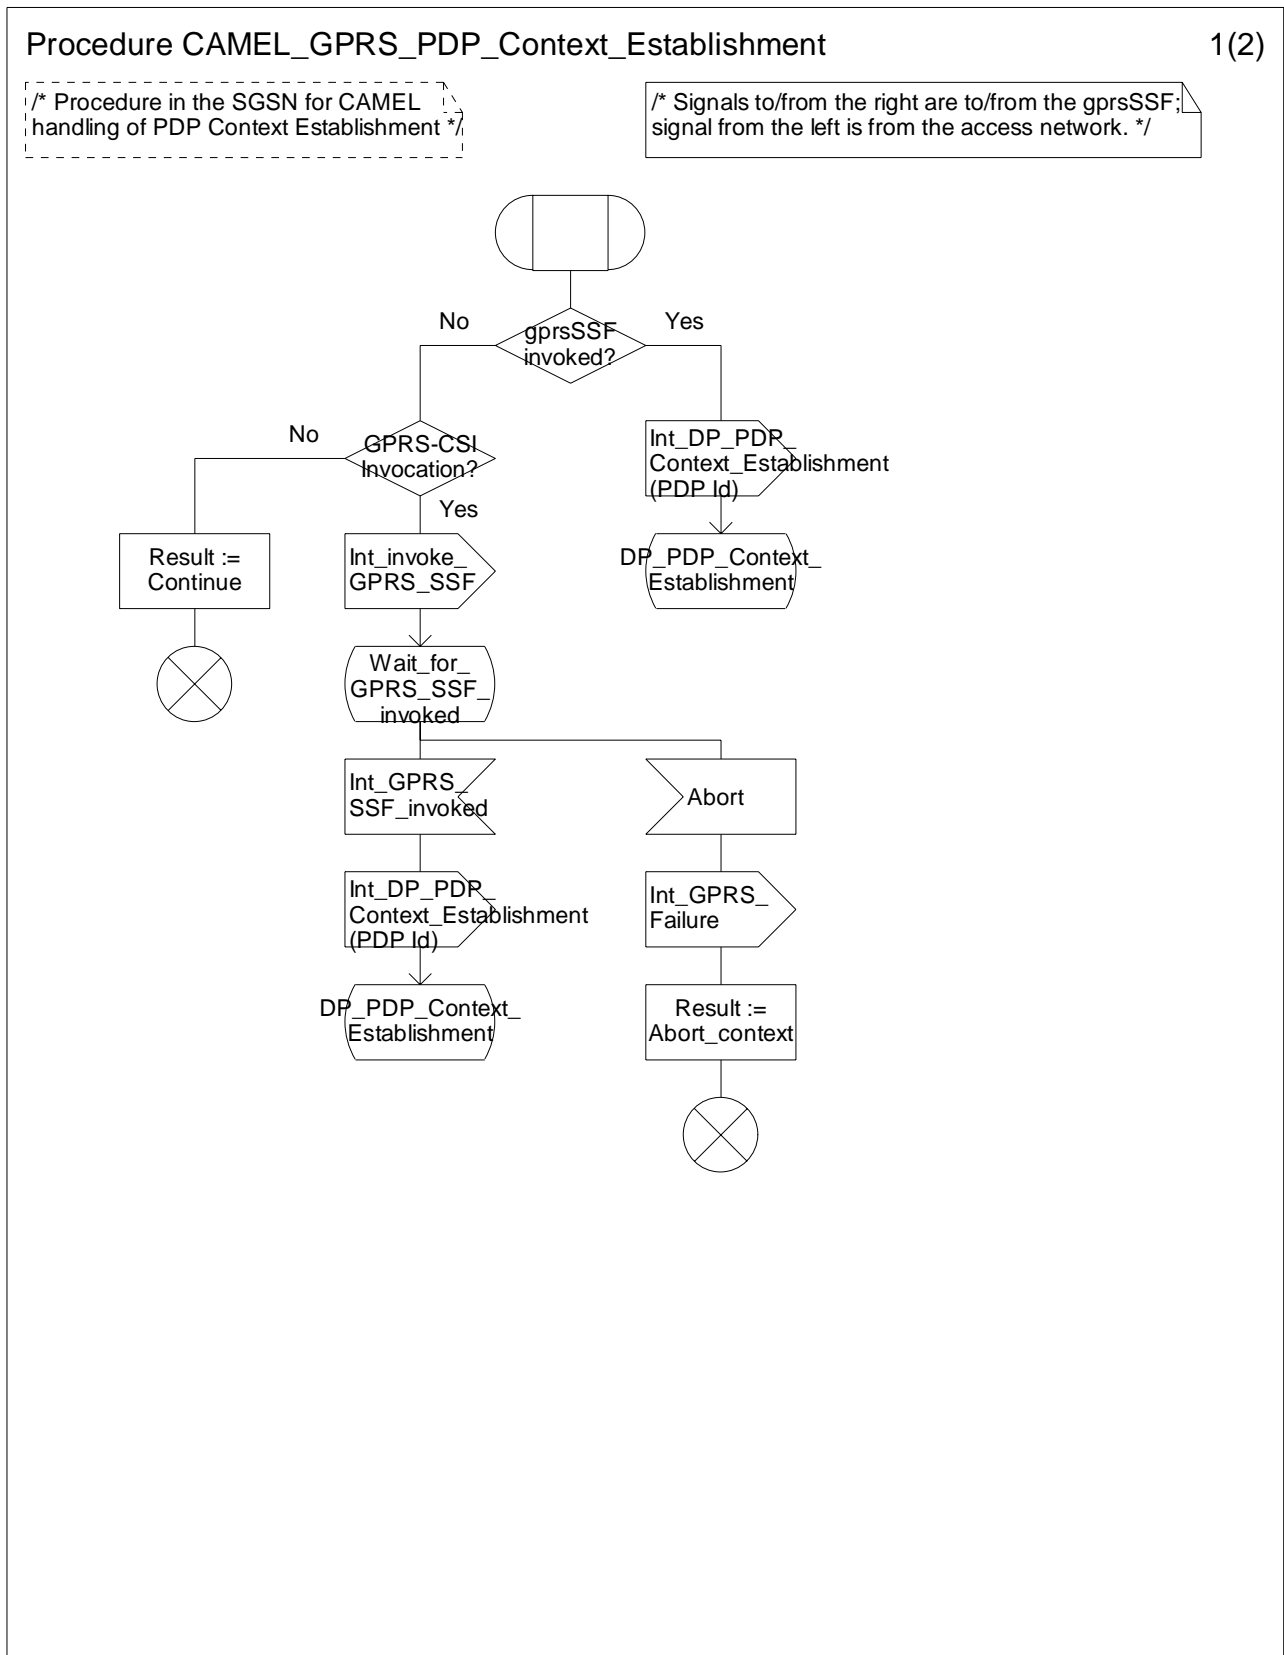 Procedure CAMEL_GPRS_PDP_Context_Establishment
1(2)
/* Procedure in the SGSN for CAMEL
handling of PDP Context Establishment */
/* Signals to/from the right are to/from the gprsSSF;
signal from the left is from the access network. */
No
gprsSSF
invoked?
Yes
No
GPRS-CSI
Invocation?
Yes
Int_DP_PDP_
Context_Establishment
(PDP Id)
Result :=
Continue
Int_invoke_
GPRS_SSF
DP_PDP_Context_
Establishment
Wait_for_
GPRS_SSF_
invoked
Int_GPRS_
SSF_invoked
Abort
Int_DP_PDP_
Context_Establishment
(PDP Id)
Int_GPRS_
Failure
DP_PDP_Context_
Establishment
Result :=
Abort_context